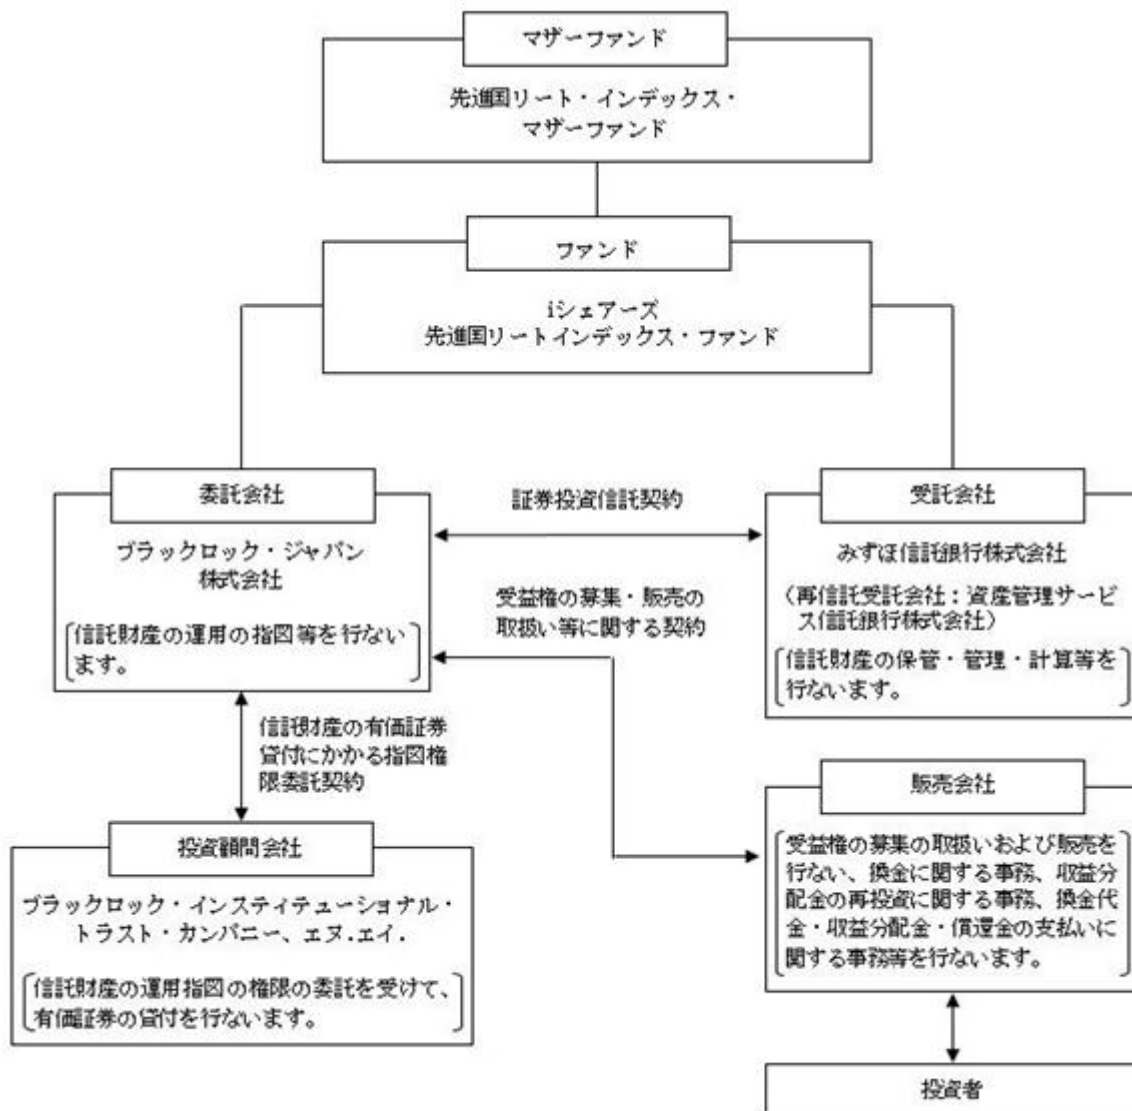 マザーファンド
先進国リート・インデックス・
マザーファンド
ファンド
iシェアーズ
先進国リートインデックス・ファンド
委託会社
ブラックロック・ジャパン
株式会社
信託財産の運用の指図等を行ない
ます。
証券投資信託契約
受益権の募集・販売の
取扱い等に関する契約
受託会社
みずほ信託銀行株式会社
（再信託受託会社：資産管理サービ
ス信託銀行株式会社）
信託財産の保管・管理・計算等を
行ないます。
信託財産の有価証券
貸付にかかる指図権
限委託契約
販売会社
受益権の募集の取扱いおよび販売を
行ない、換金に関する事務、収益分
配金の再投資に関する事務、換金代
金・収益分配金・償還金の支払いに
関する事務等を行ないます。
投資顧問会社
ブラックロック・インスティテューショナル・
トラスト・カンパニー、エヌ.エイ.
信託財産の運用指図の権限の委託を受けて、
有価証券の貸付を行ないます。
投資者